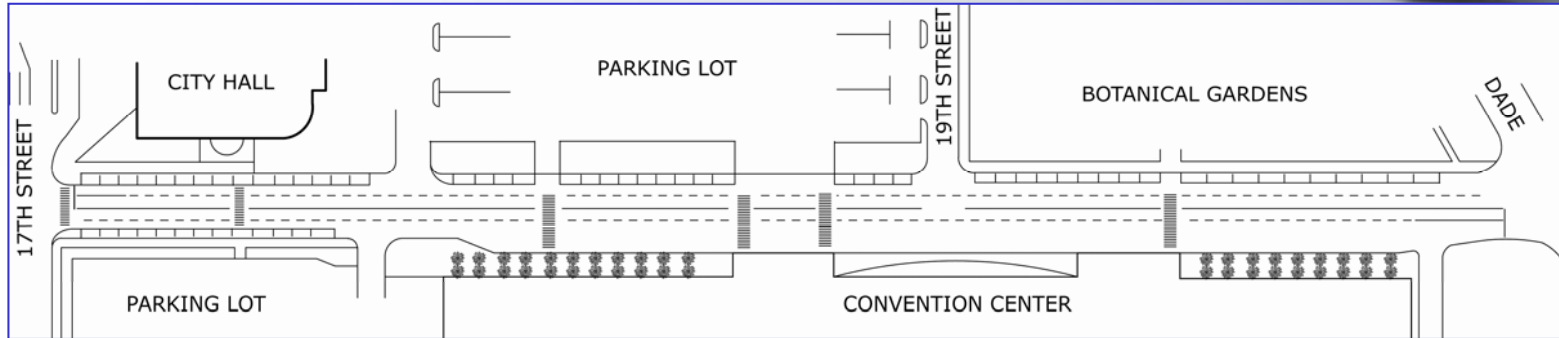 17TH STREET
CITY HALL
PARKING LOT
19TH STREET
BOTANICAL GARDENS
DADE
PARKING LOT
CONVENTION CENTER